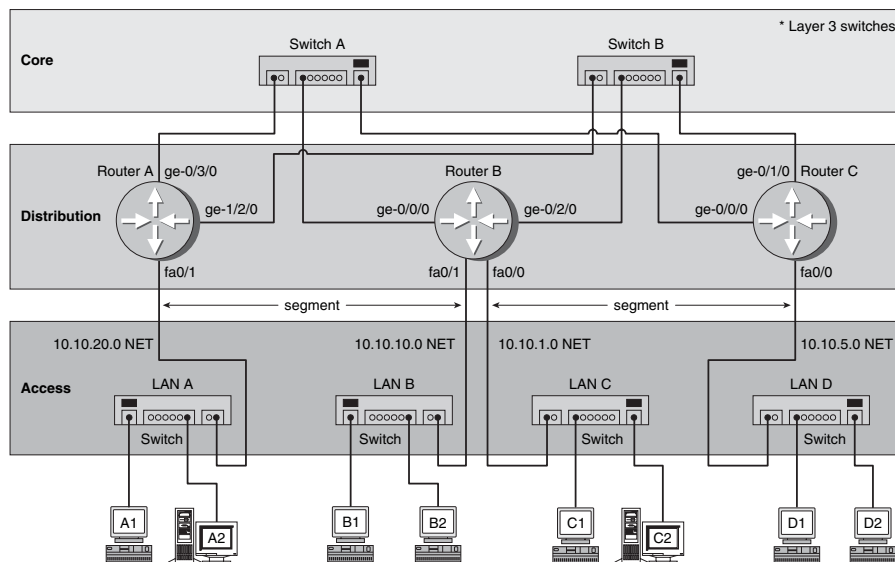 * Layer 3 switches
Switch A
Switch B
Core
Router A
ge-0/3/0
Router B
ge-0/1/0
Router C
ge-1/2/0
ge-0/0/0
ge-0/2/0
ge-0/0/0
Distribution
fa0/1
fa0/1
fa0/0
fa0/0
segment
segment
10.10.20.0 NET
10.10.10.0 NET
10.10.1.0 NET
10.10.5.0 NET
Access
LAN A
LAN B
LAN C
LAN D
Switch
Switch
Switch
Switch
A1
A2
B1
B2
C1
C2
D1
D2